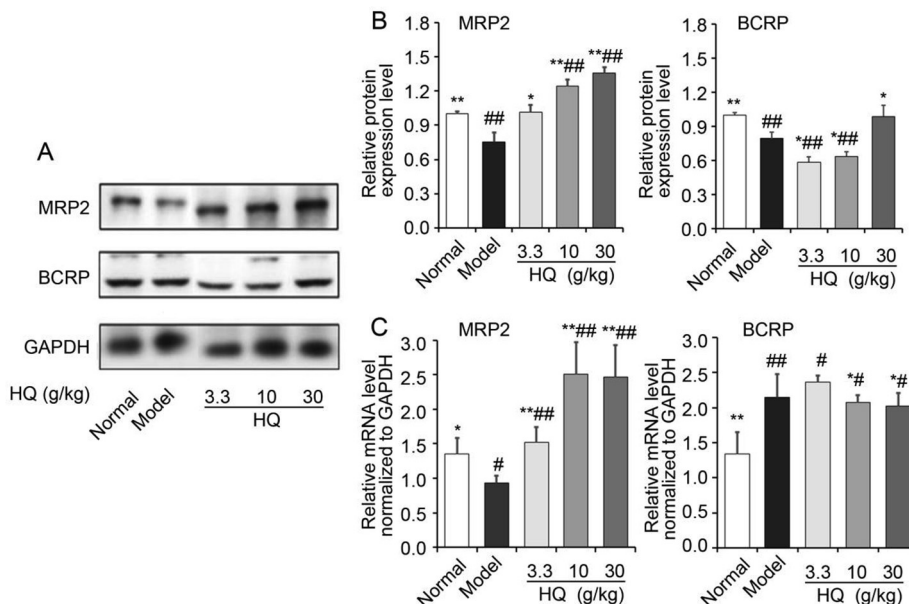 A
MRP2
BCRP
GAPDH
HQ (g/kg)
Normal
Model
3.3 10 30
HQ
B
MRP2
Relative protein
expression level
1.8
1.5
1.2
0.9
0.6
0.3
0.0
**
##
*
**##
**##
Normal
Model
3.3 10 30
HQ (g/kg)
BCRP
Relative protein
expression level
1.8
1.5
1.2
0.9
0.6
0.3
0.0
**
##
*##
*##
*
Normal
Model
3.3 10 30
HQ (g/kg)
C
MRP2
Relative mRNA level
normalized to GAPDH
3.0
2.5
2.0
1.5
1.0
0.5
0.0
*
#
**##
**##
**##
Normal
Model
3.3 10 30
HQ (g/kg)
BCRP
Relative mRNA level
normalized to GAPDH
3.0
2.5
2.0
1.5
1.0
0.5
0.0
**
##
#
*#
*#
Normal
Model
3.3 10 30
HQ (g/kg)